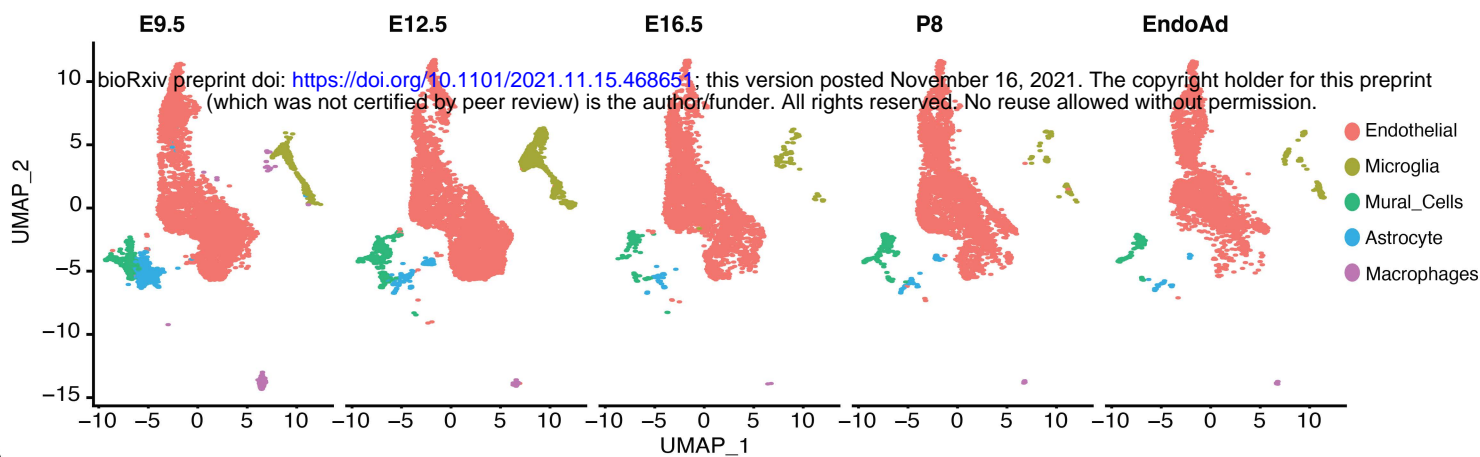 E9.5 E12.5 E16.5 P8 EndoAd
bioRxiv preprint doi: https://doi.org/10.1101/2021.11.15.468651; this version posted November 16, 2021. The copyright holder for this preprint
(which was not certified by peer review) is the author/funder. All rights reserved. No reuse allowed without permission.
10
5
0
−5
−10
−15
UMAP_2
Endothelial
Microglia
Mural_Cells
Astrocyte
Macrophages
−10 −5 0 5 10 −10 −5 0 5 10 −10 −5 0 5 10 −10 −5 0 5 10 −10 −5 0 5 10
UMAP_1